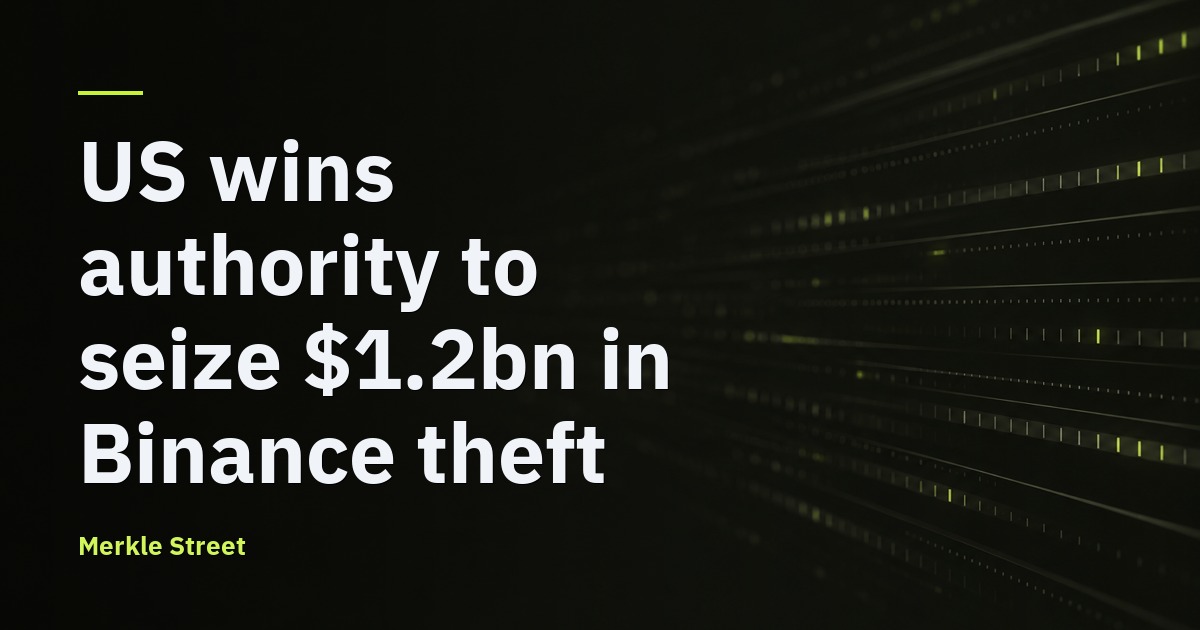 US wins
authority to
seize $1.2bn in
Binance theft
Merkle Street